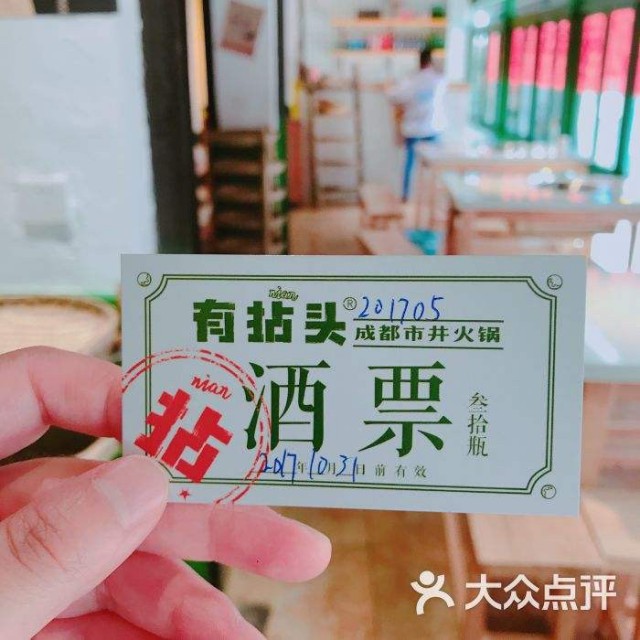 nian
有拈头® 201705
成都市井火锅
酒票
叁拾瓶
nian
拈
2017年10月31日前有效
大众点评